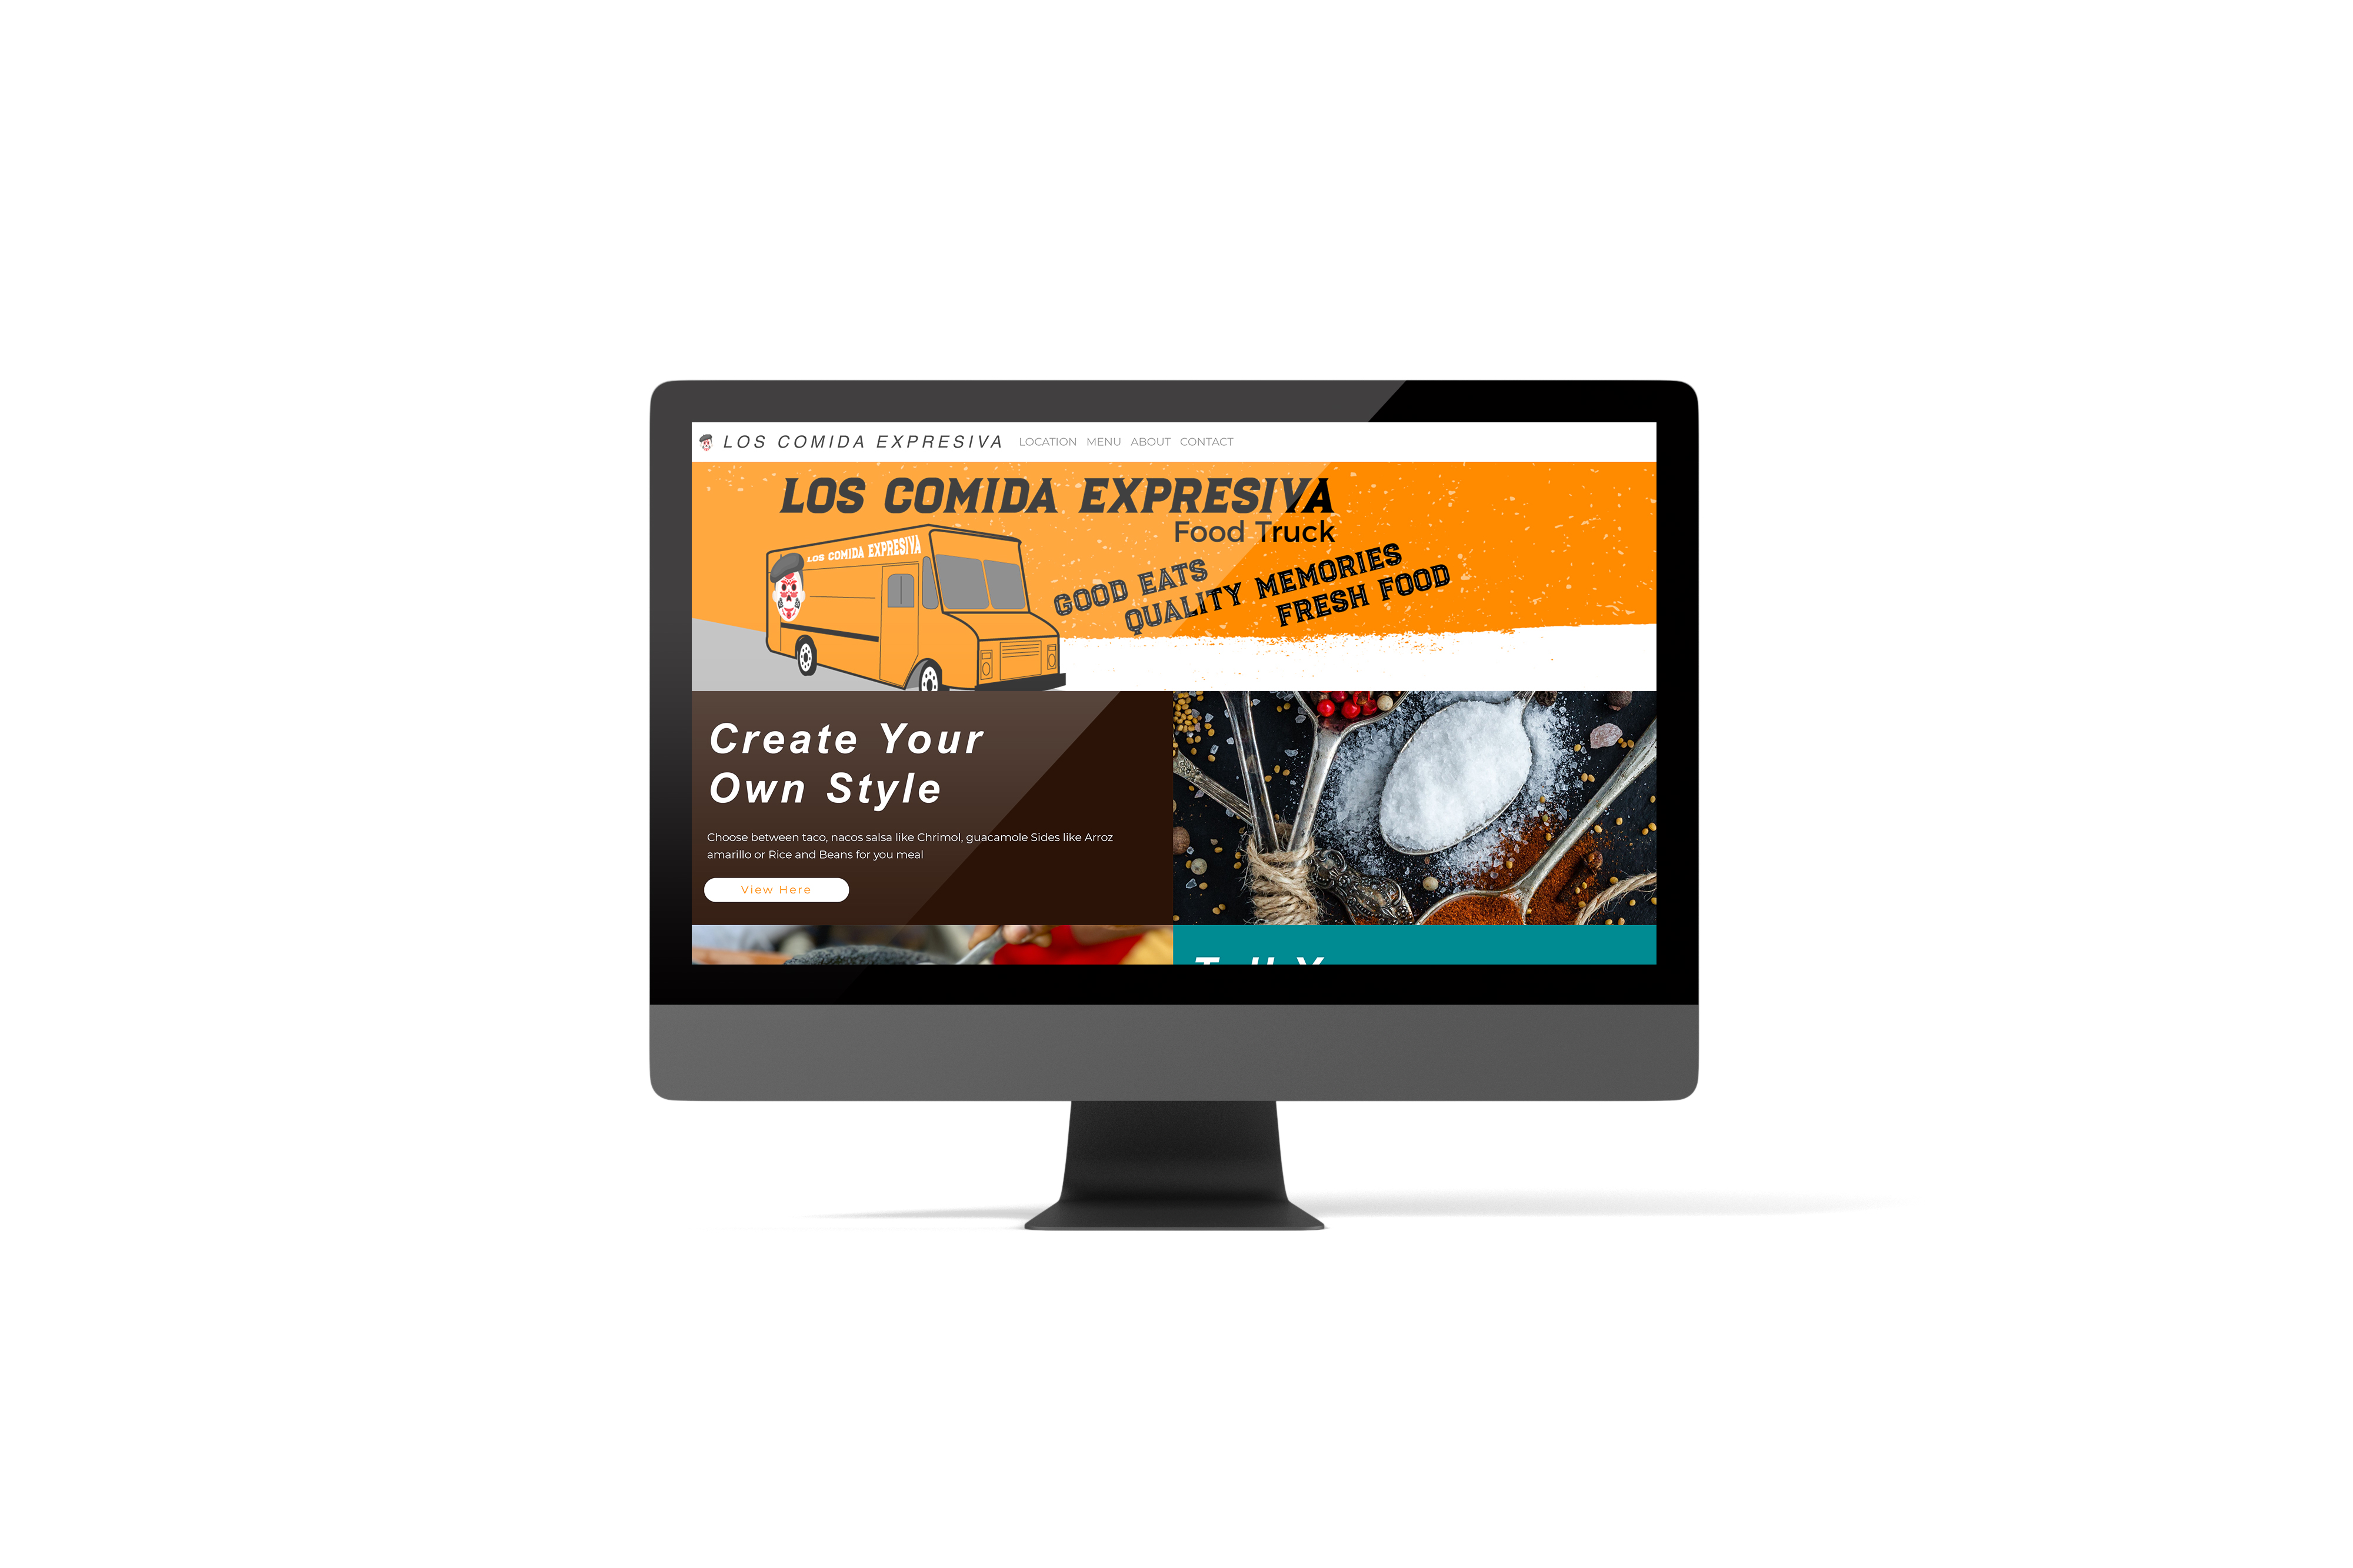 LOS COMIDA EXPRESIVA LOCATION MENU ABOUT CONTACT
LOS COMIDA EXPRESIVA
Food Truck
LOS COMIDA EXPRESIVA
GOOD EATS
QUALITY MEMORIES
FRESH FOOD
Create Your
Own Style
Choose between taco, nacos salsa like Chrimol, guacamole Sides like Arroz
amarillo or Rice and Beans for you meal
View Here